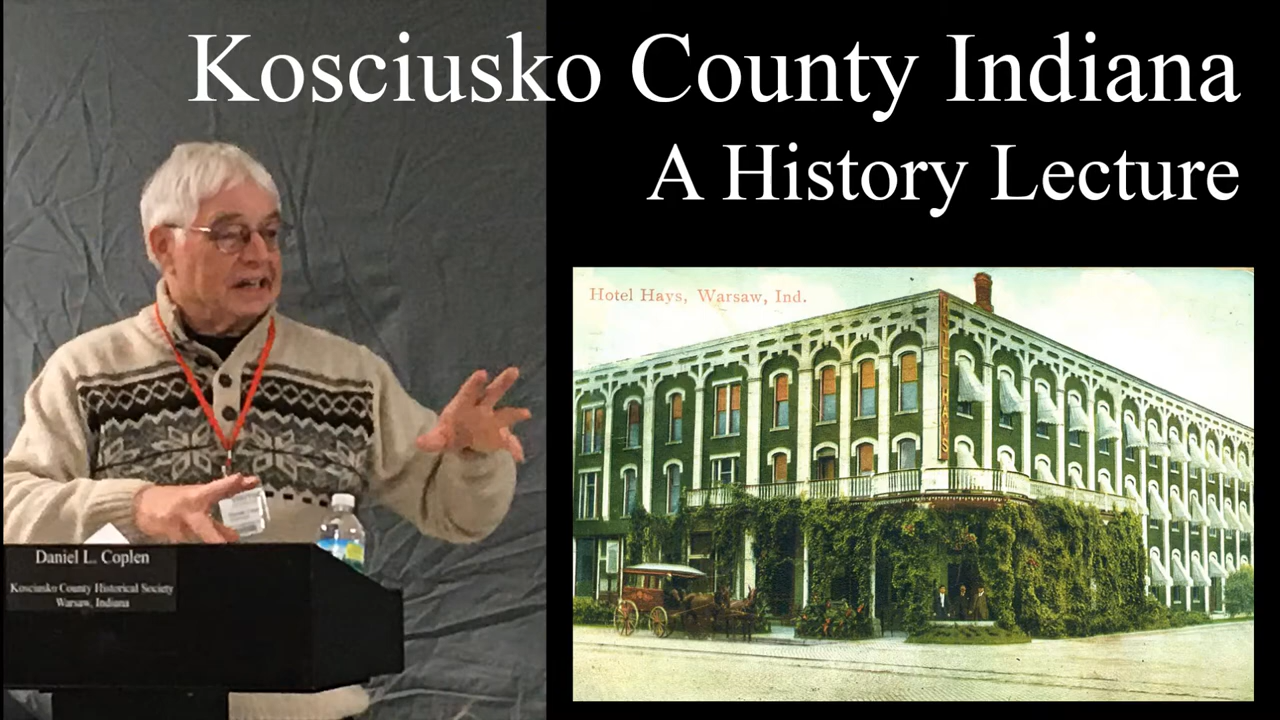 Kosciusko County Indiana
A History Lecture
Hotel Hays, Warsaw, Ind.
HOTEL HAYS
Daniel L. Coplen
Kosciusko County Historical Society
Warsaw, Indiana